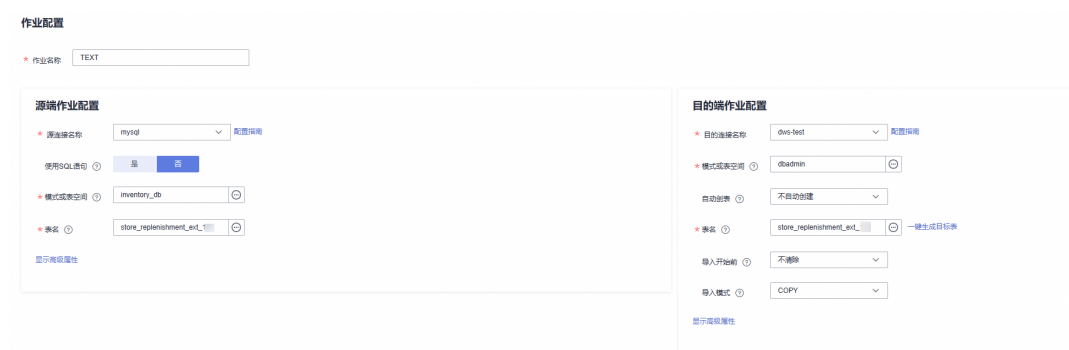 作业配置
* 作业名称 TEXT
源端作业配置
* 源连接名称 mysql 配置指南
使用SQL语句 是 否
* 模式或表空间 inventory_db
* 表名 store_replenishment_ext_1
显示高级属性
目的端作业配置
* 目的连接名称 dws-test 配置指南
* 模式或表空间 dbadmin
自动创表 不自动创建
* 表名 store_replenishment_ext_ 一键生成目标表
导入开始前 不清除
导入模式 COPY
显示高级属性